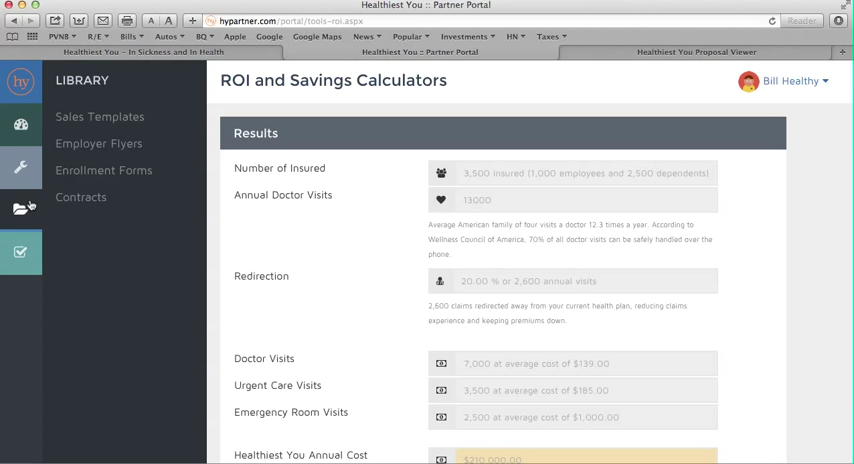 Healthiest You :: Partner Portal
A A + hypartner.com/portal/tools-roi.aspx Reader
PVNB R/E Bills Autos BQ Apple Google Google Maps News Popular Investments HN Taxes
Healthiest You – In Sickness and In Health Healthiest You :: Partner Portal Healthiest You Proposal Viewer +
hy
LIBRARY
Sales Templates
Employer Flyers
Enrollment Forms
Contracts
ROI and Savings Calculators
Bill Healthy
Results
Number of Insured
3,500 insured (1,000 employees and 2,500 dependents)
Annual Doctor Visits
13000
Average American family of four visits a doctor 12.3 times a year. According to
Wellness Council of America, 70% of all doctor visits can be safely handled over the
phone.
Redirection
20.00 % or 2,600 annual visits
2,600 claims redirected away from your current health plan, reducing claims
experience and keeping premiums down.
Doctor Visits
7,000 at average cost of $139.00
Urgent Care Visits
3,500 at average cost of $185.00
Emergency Room Visits
2,500 at average cost of $1,000.00
Healthiest You Annual Cost
$210,000.00